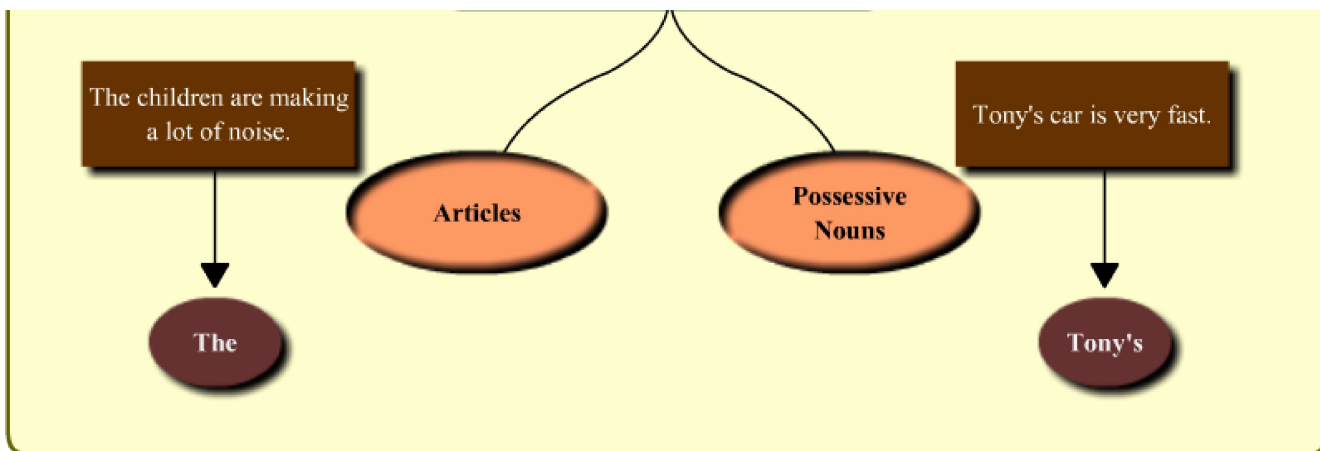 The children are making
a lot of noise.
Articles
The
Possessive
Nouns
Tony's car is very fast.
Tony's